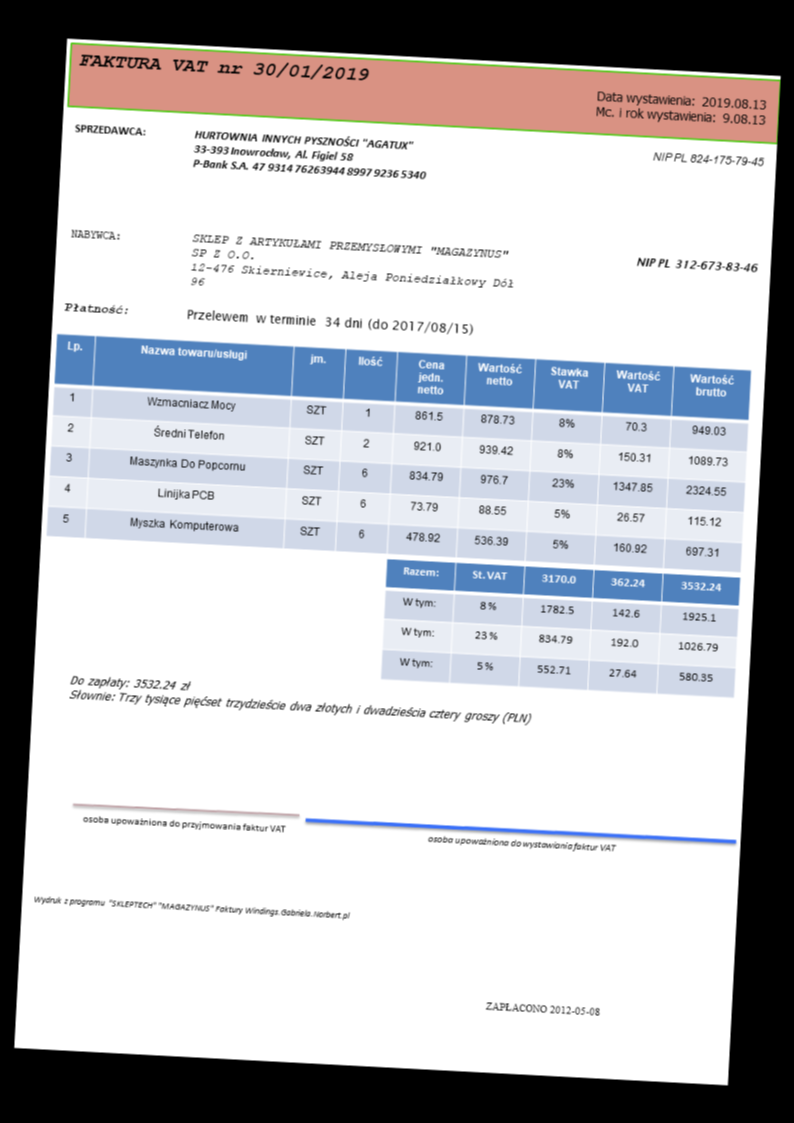 FAKTURA VAT nr 30/01/2019
Data wystawienia: 2019.08.13
Mc. i rok wystawienia: 9.08.13
SPRZEDAWCA:
HURTOWNIA INNYCH PYSZNOŚCI "AGATUX"
33-393 Inowrocław, Al. Figiel 58
P-Bank S.A. 47 9314 76263944 8997 9236 5340
NIP PL 824-175-79-45
NABYWCA:
SKLEP Z ARTYKUŁAMI PRZEMYSŁOWYMI "MAGAZYNUS"
SP Z O.O.
12-476 Skierniewice, Aleja Poniedziałkowy Dół
96
NIP PL 312-673-83-46
Płatność: Przelewem w terminie 34 dni (do 2017/08/15)
Lp. Nazwa towaru/usługi jm. Ilość Cena jedn. netto Wartość netto Stawka VAT Wartość VAT Wartość brutto
1 Wzmacniacz Mocy SZT 1 861.5 878.73 8% 70.3 949.03
2 Średni Telefon SZT 2 921.0 939.42 8% 150.31 1089.73
3 Maszynka Do Popcornu SZT 6 834.79 976.7 23% 1347.85 2324.55
4 Linijka PCB SZT 6 73.79 88.55 5% 26.57 115.12
5 Myszka Komputerowa SZT 6 478.92 536.39 5% 160.92 697.31
Razem: St.VAT 3170.0 362.24 3532.24
W tym: 8% 1782.5 142.6 1925.1
W tym: 23% 834.79 192.0 1026.79
W tym: 5% 552.71 27.64 580.35
Do zapłaty: 3532.24 zł
Słownie: Trzy tysiące pięćset trzydzieście dwa złotych i dwadzieścia cztery groszy (PLN)
osoba upoważniona do przyjmowania faktur VAT
osoba upoważniona do wystawiania faktur VAT
Wydruk z programu "SKLEPTECH" "MAGAZYNUS" Faktury Windings.Gabriela.Norbert.pl
ZAPŁACONO 2012-05-08